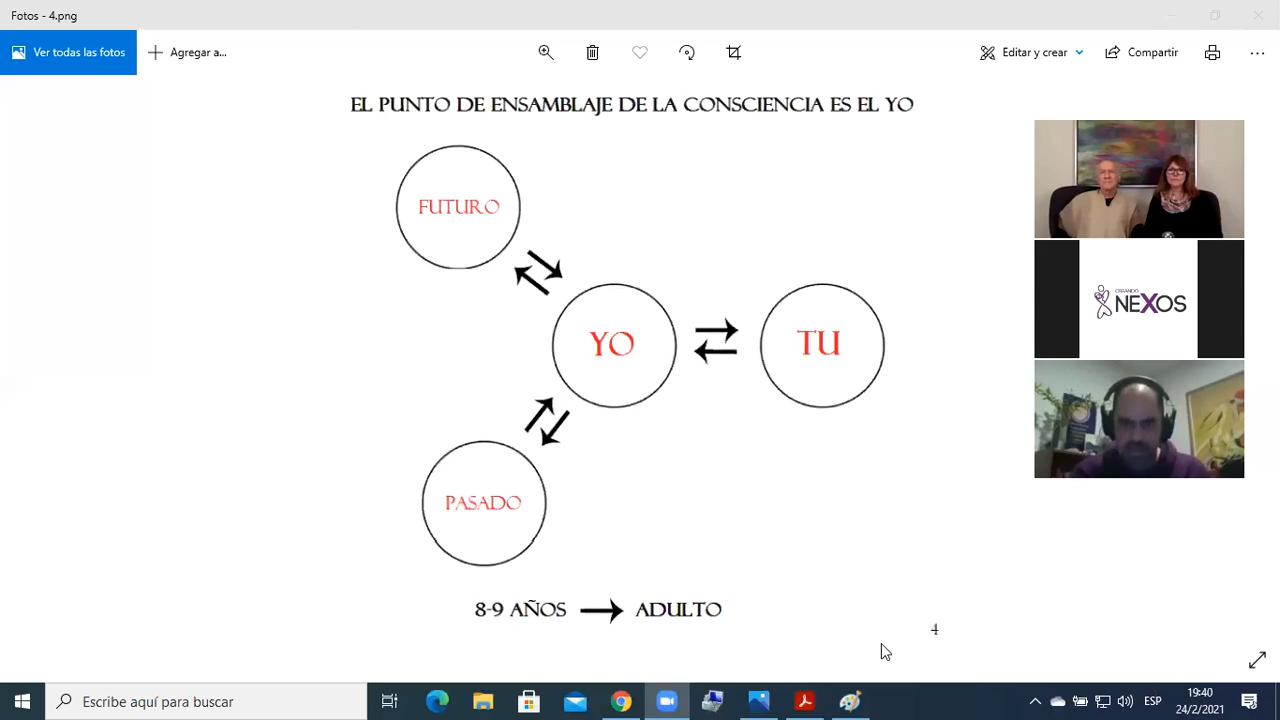 Fotos - 4.png
Ver todas las fotos
Agregar a...
Editar y crear
Compartir
EL PUNTO DE ENSAMBLAJE DE LA CONSCIENCIA ES EL YO
FUTURO
YO
TU
PASADO
8-9 AÑOS → ADULTO
4
CREANDO
NEXOS
Escribe aquí para buscar
ESP
19:40
24/2/2021